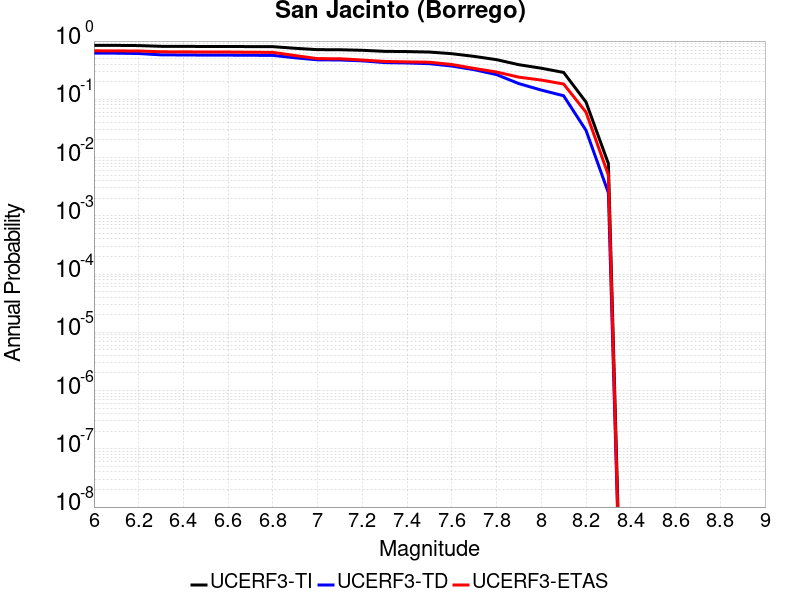 San Jacinto (Borrego)
Annual Probability
10^0
10^-1
10^-2
10^-3
10^-4
10^-5
10^-6
10^-7
10^-8
6 6.2 6.4 6.6 6.8 7 7.2 7.4 7.6 7.8 8 8.2 8.4 8.6 8.8 9
Magnitude
UCERF3-TI UCERF3-TD UCERF3-ETAS